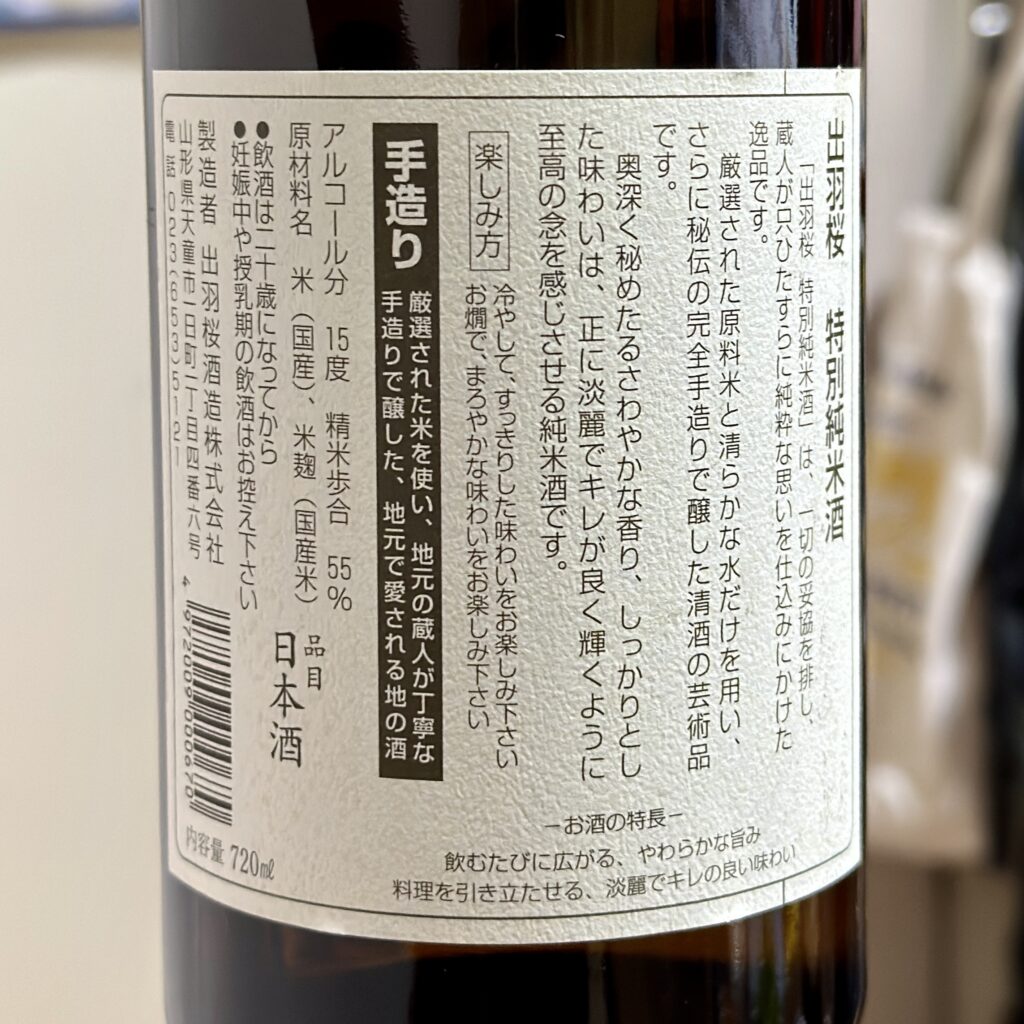 出羽桜 特別純米酒
「出羽桜 特別純米酒」は、一切の妥協を排し、
蔵人が只ひたすらに純粋な思いを仕込みにかけた
逸品です。
厳選された原料米と清らかな水だけを用い、
さらに秘伝の完全手造りで醸した清酒の芸術品
です。
奥深く秘めたるさわやかな香り、しっかりとし
た味わいは、正に淡麗でキレが良く輝くように
至高の念を感じさせる純米酒です。
楽しみ方
冷やして、すっきりした味わいをお楽しみ下さい
お燗で、まろやかな味わいをお楽しみ下さい
手造り
厳選された米を使い、地元の蔵人が丁寧な
手造りで醸した、地元で愛される地の酒
アルコール分 15度 精米歩合 55%
原材料名 米(国産)、米麹(国産米)
●飲酒は二十歳になってから
●妊娠中や授乳期の飲酒はお控え下さい
品目
日本酒
製造者 出羽桜酒造株式会社
山形県天童市一日町一丁目四番六号
電話 023(653)5121
4972009000670
内容量 720㎖
－お酒の特長－
飲むたびに広がる、やわらかな旨み
料理を引き立たせる、淡麗でキレの良い味わい